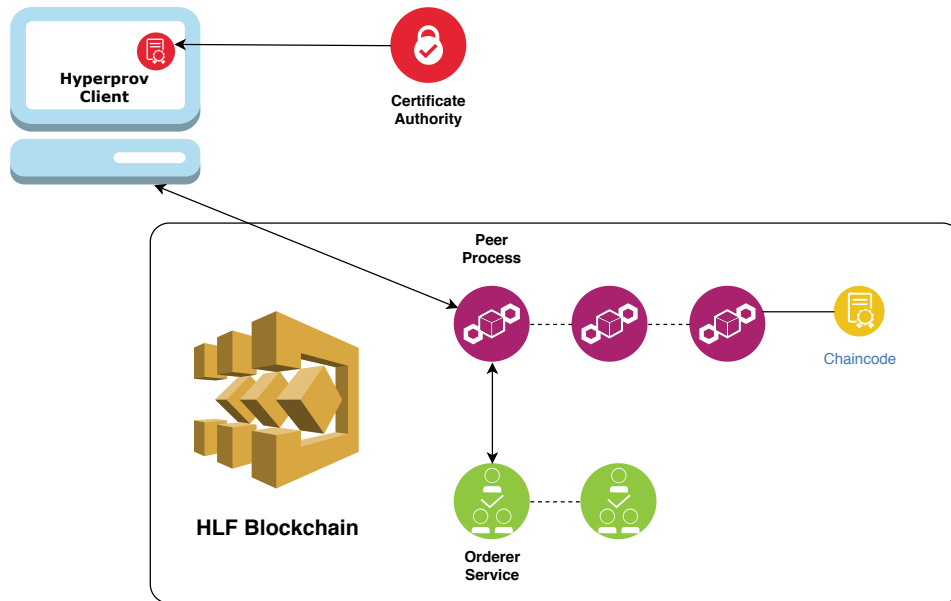 Hyperprov
Client
Certificate
Authority
Peer
Process
Chaincode
HLF Blockchain
Orderer
Service